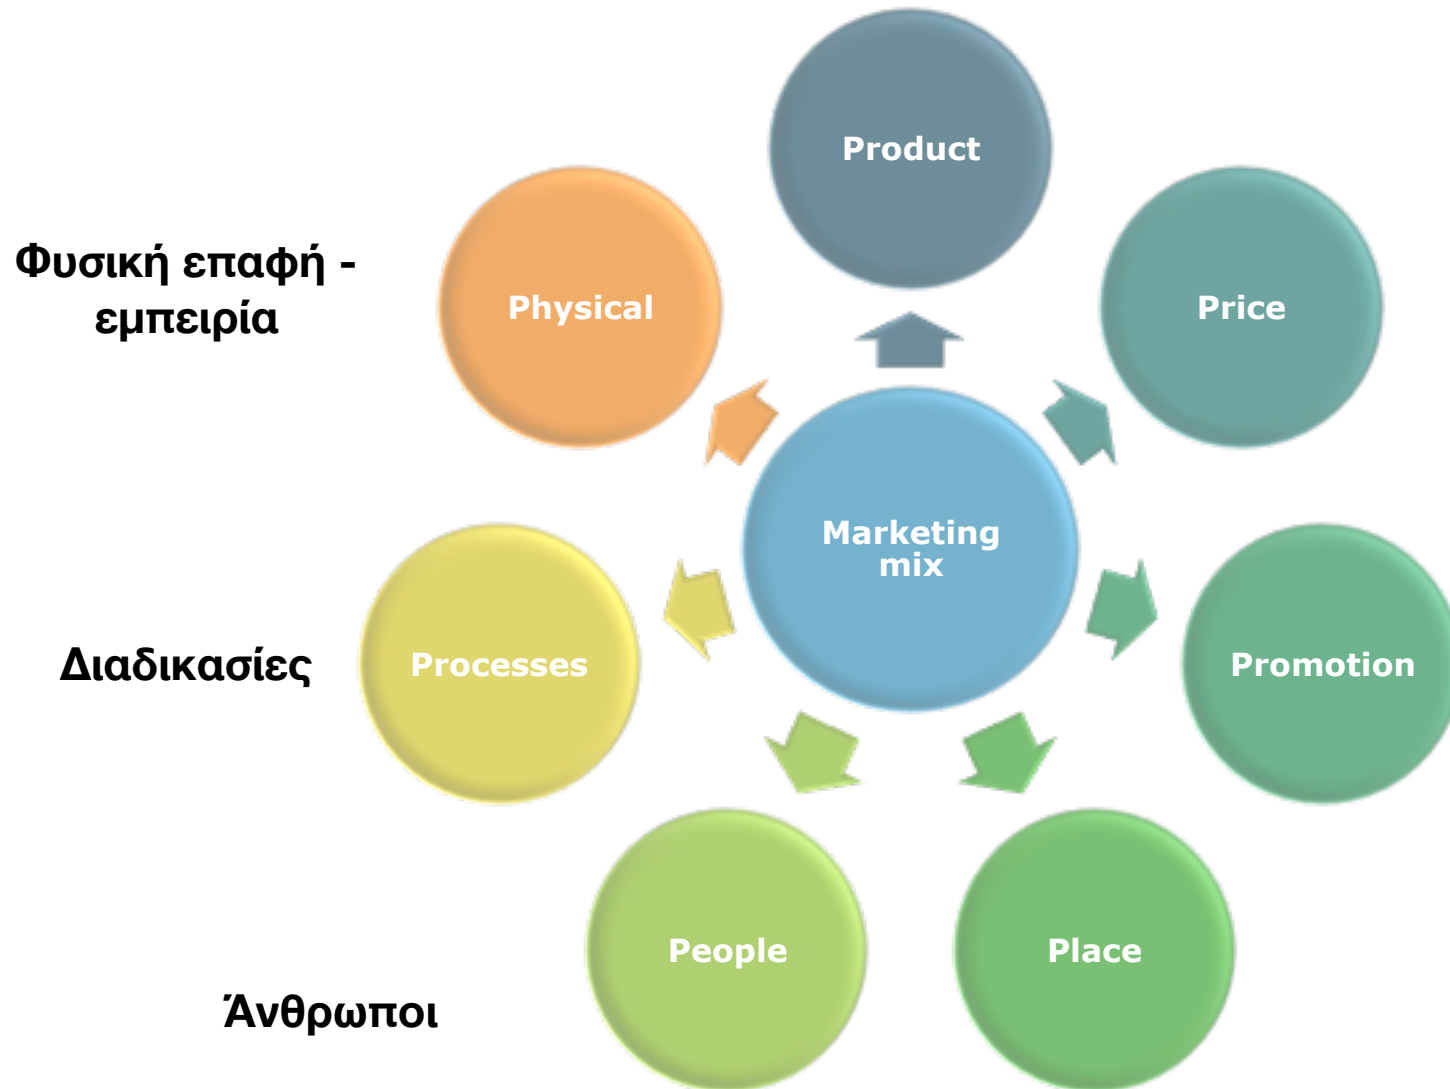 Product
Φυσική επαφή -
εμπειρία
Physical
Price
Marketing
mix
Διαδικασίες
Processes
Promotion
People
Place
Άνθρωποι